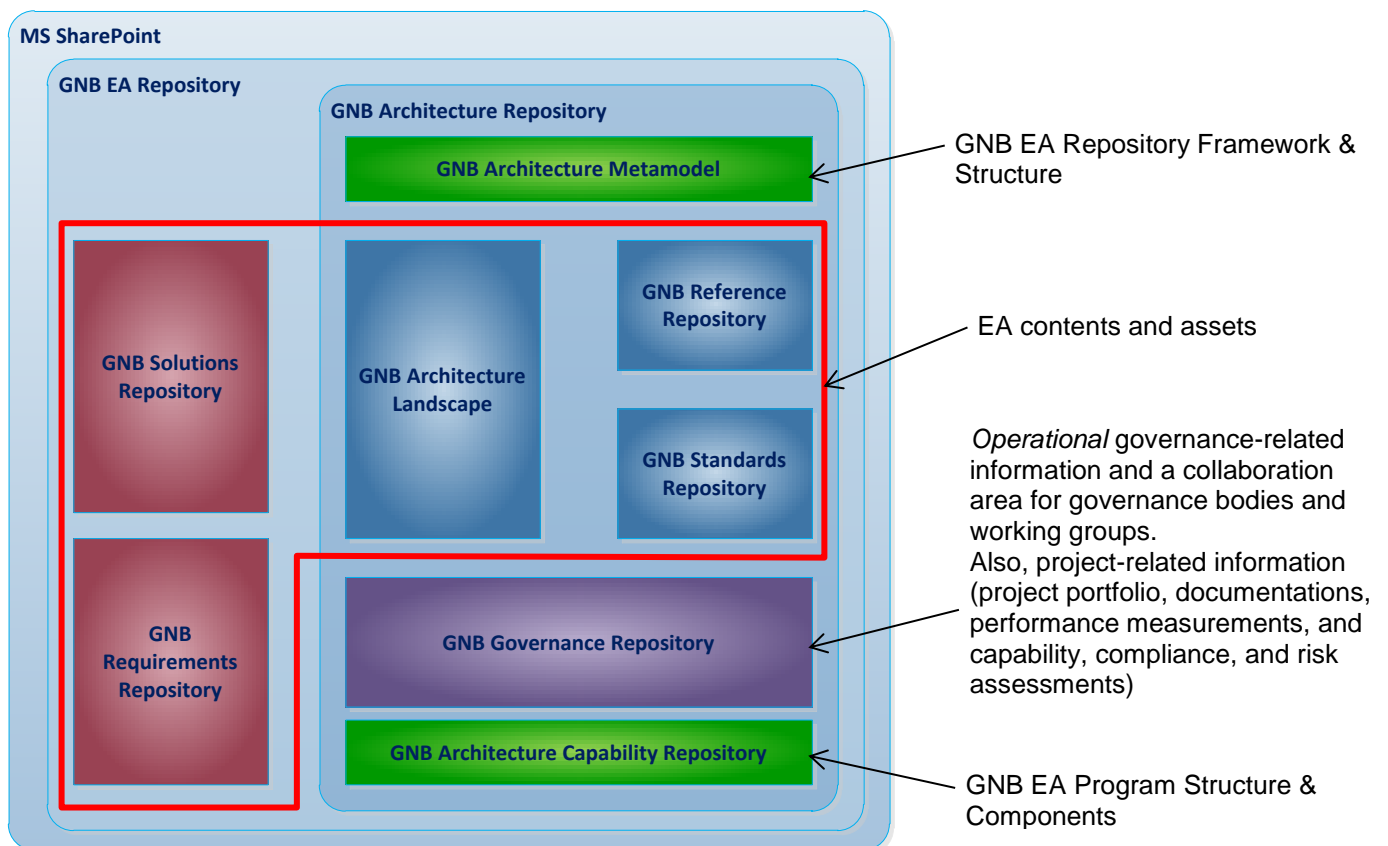 MS SharePoint
GNB EA Repository
GNB Architecture Repository
GNB Architecture Metamodel
GNB Solutions
Repository
GNB Architecture
Landscape
GNB Reference
Repository
GNB Standards
Repository
GNB
Requirements
Repository
GNB Governance Repository
GNB Architecture Capability Repository
GNB EA Repository Framework &
Structure
EA contents and assets
Operational governance-related
information and a collaboration
area for governance bodies and
working groups.
Also, project-related information
(project portfolio, documentations,
performance measurements, and
capability, compliance, and risk
assessments)
GNB EA Program Structure &
Components